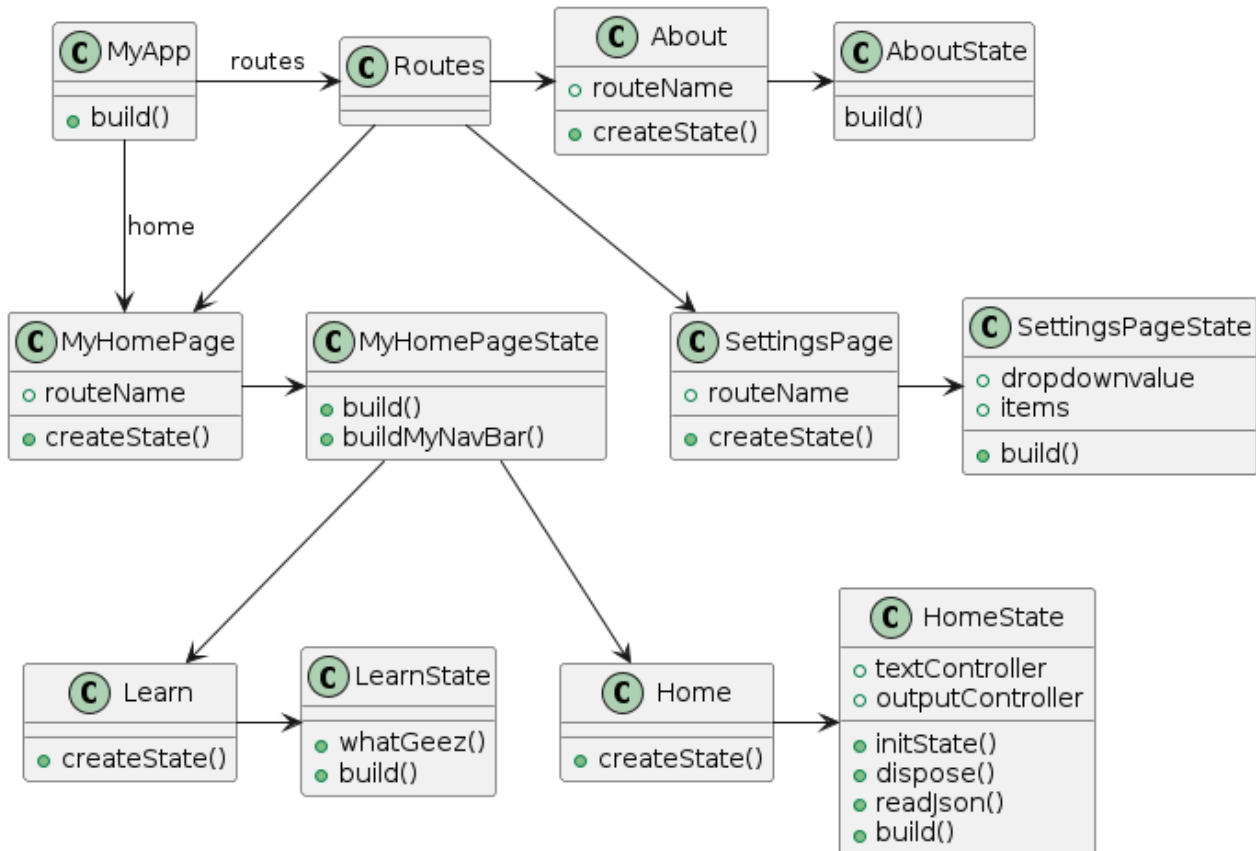 C MyApp
build()
routes
C Routes
C About
routeName
createState()
C AboutState
build()
home
C MyHomePage
routeName
createState()
C MyHomePageState
build()
buildMyNavBar()
C SettingsPage
routeName
createState()
C SettingsPageState
dropdownvalue
items
build()
C Learn
createState()
C LearnState
whatGeez()
build()
C Home
createState()
C HomeState
textController
outputController
initState()
dispose()
readJson()
build()